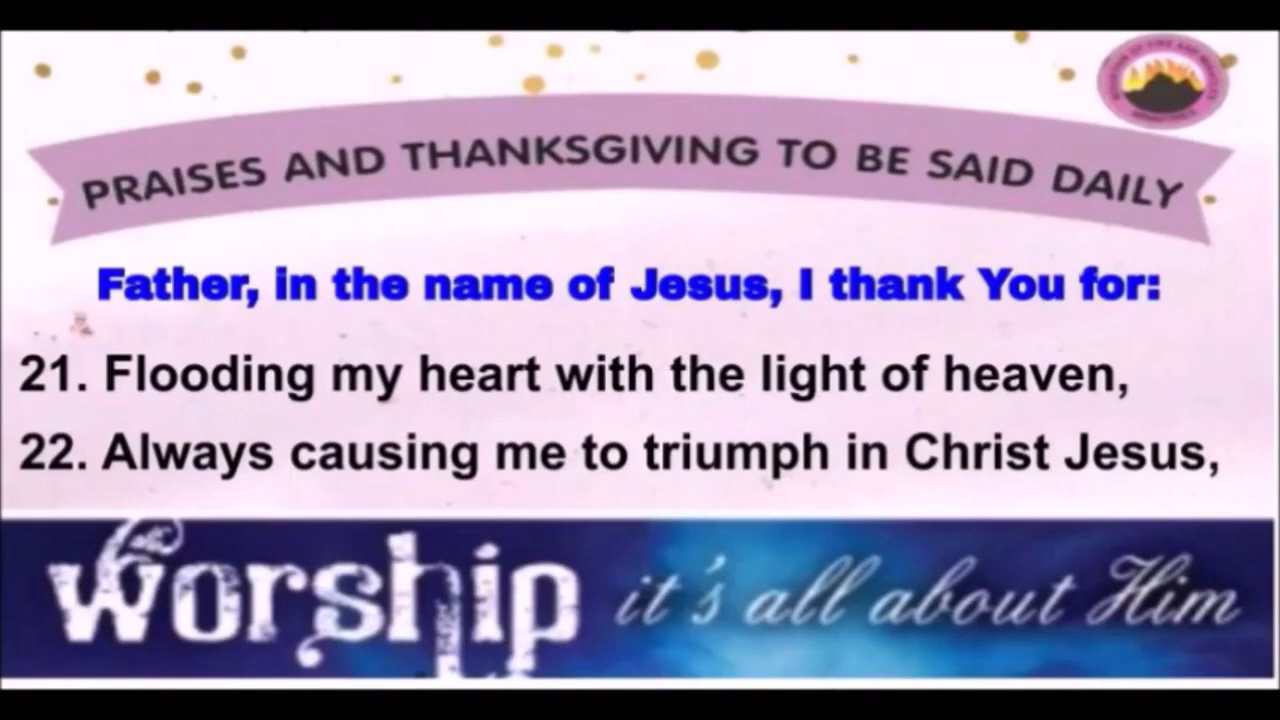 PRAISES AND THANKSGIVING TO BE SAID DAILY
Father, in the name of Jesus, I thank You for:
21. Flooding my heart with the light of heaven,
22. Always causing me to triumph in Christ Jesus,
worship it's all about Him